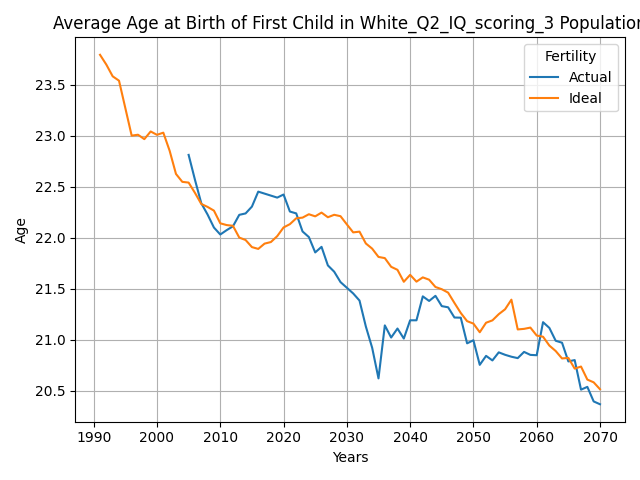 Average Age at Birth of First Child in White_Q2_IQ_scoring_3 Population
Fertility
Actual
Ideal
Age
23.5
23.0
22.5
22.0
21.5
21.0
20.5
1990 2000 2010 2020 2030 2040 2050 2060 2070
Years